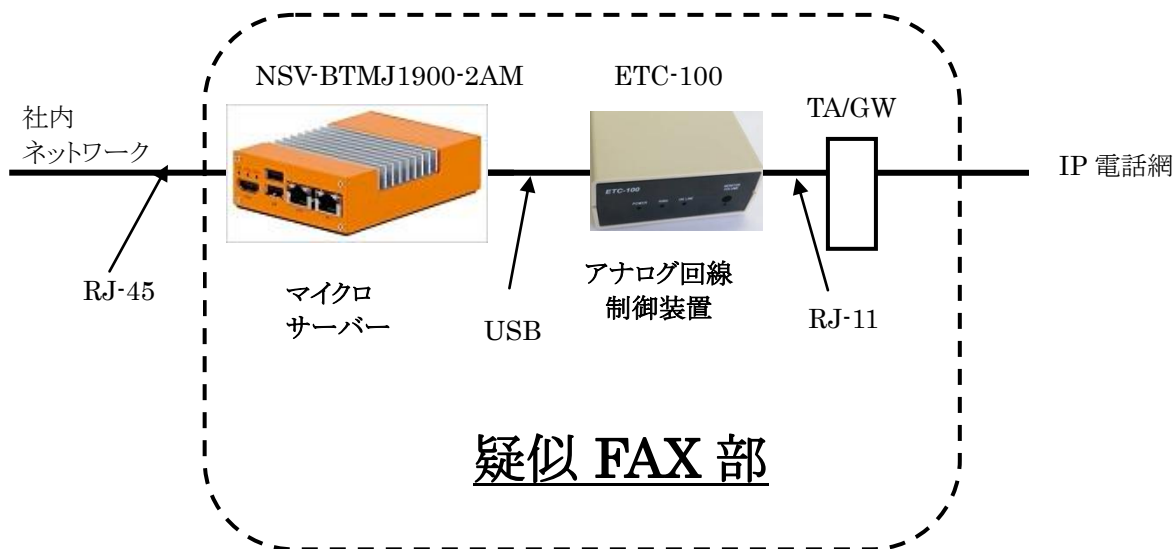 NSV-BTMJ1900-2AM
ETC-100
TA/GW
社内
ネットワーク
IP 電話網
ETC-100
RJ-45
マイクロ
サーバー
USB
アナログ回線
制御装置
RJ-11
疑似 FAX 部